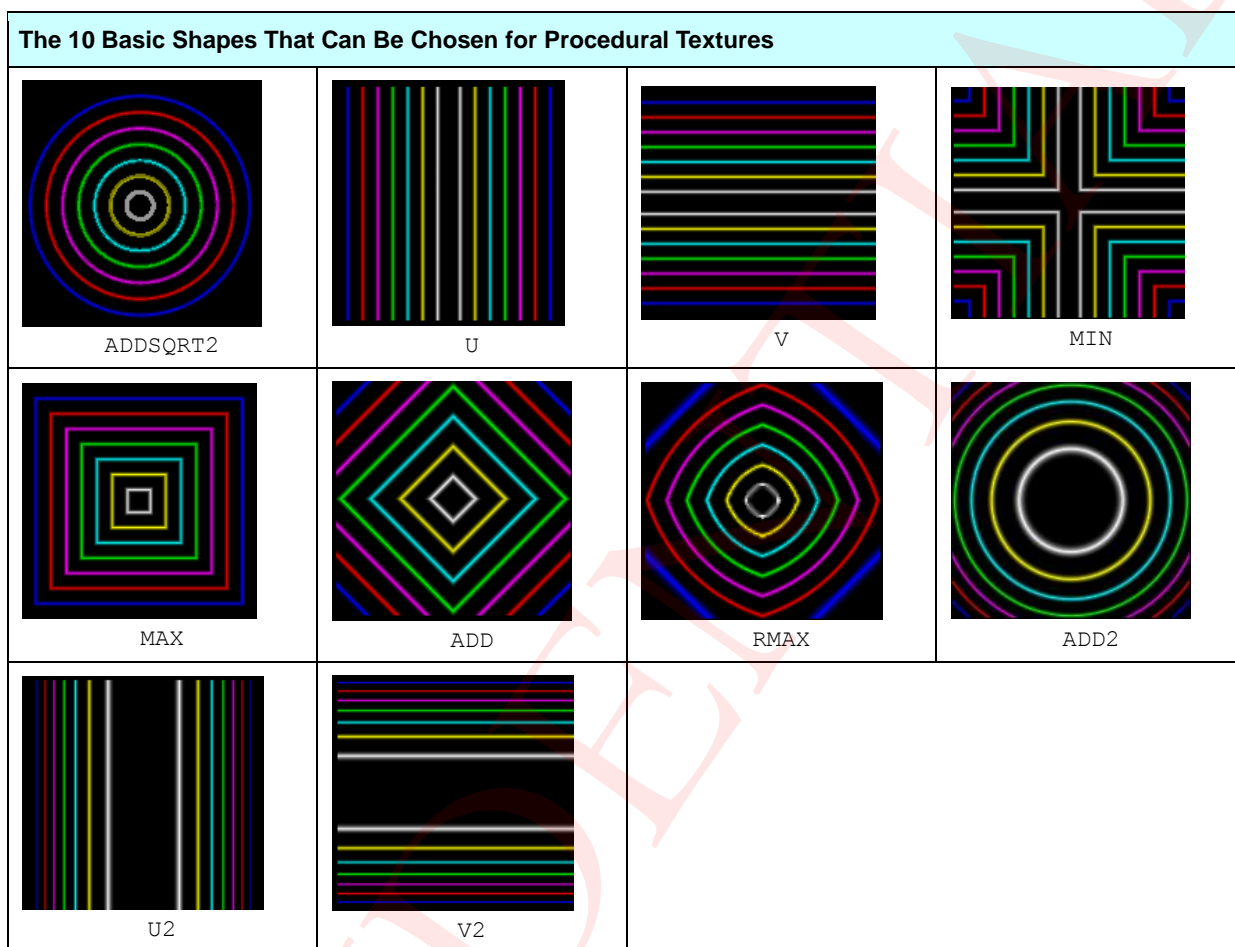 The 10 Basic Shapes That Can Be Chosen for Procedural Textures
ADDSQRT2
U
V
MIN
MAX
ADD
RMAX
ADD2
U2
V2